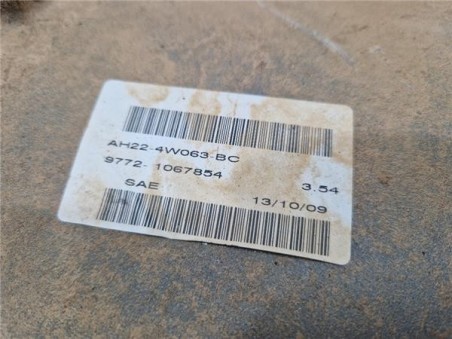 AH22-4W063-BC
9772- 1067854 3.54
SAE 13/10/09